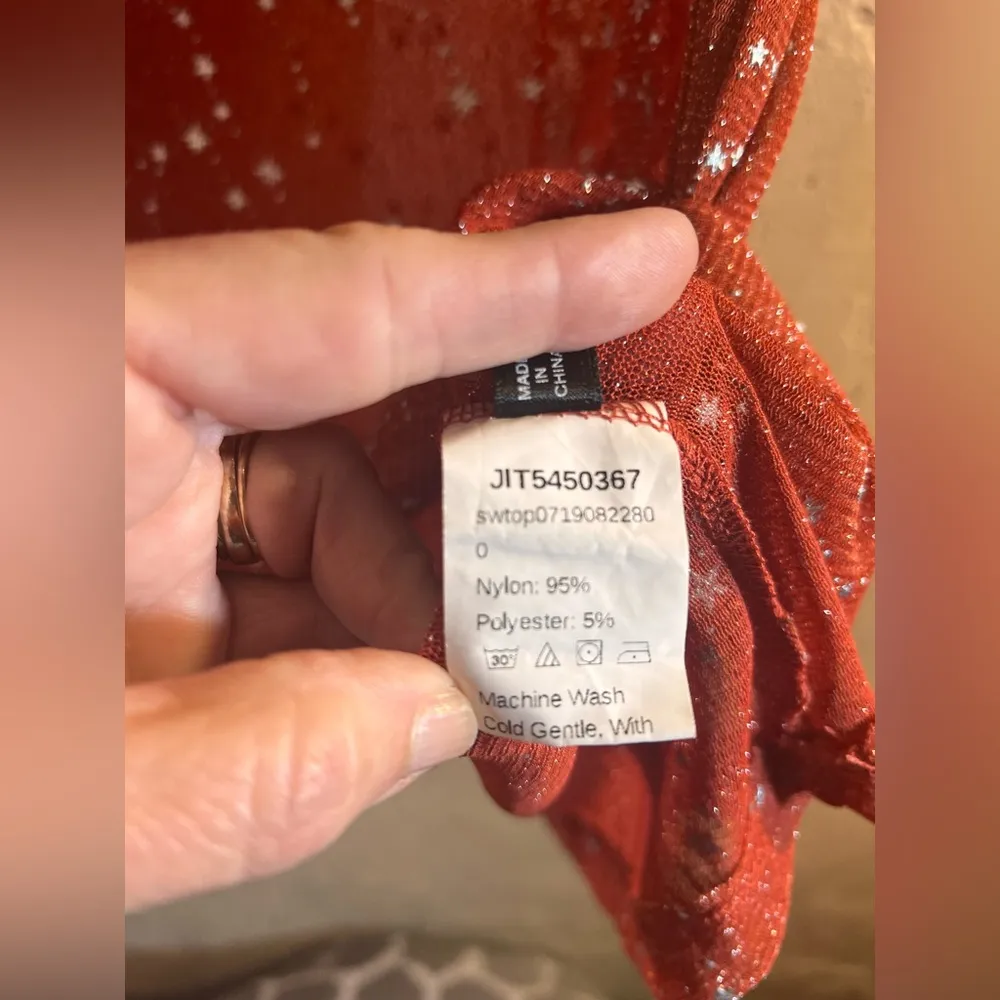 MADE
IN
CHINA
JIT5450367
swtop0719082280
0
Nylon: 95%
Polyester: 5%
30°
Machine Wash
Cold Gentle, With